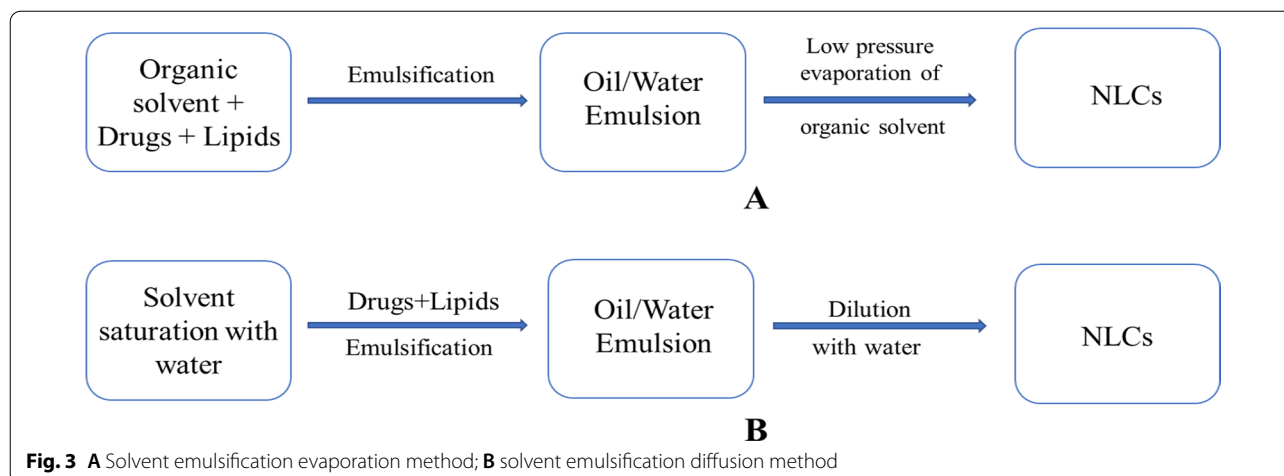 Organic
solvent +
Drugs + Lipids
Emulsification
Oil/Water
Emulsion
Low pressure
evaporation of
organic solvent
NLCs
A
Solvent
saturation with
water
Drugs+Lipids
Emulsification
Oil/Water
Emulsion
Dilution
with water
NLCs
B
Fig. 3 A Solvent emulsification evaporation method; B solvent emulsification diffusion method